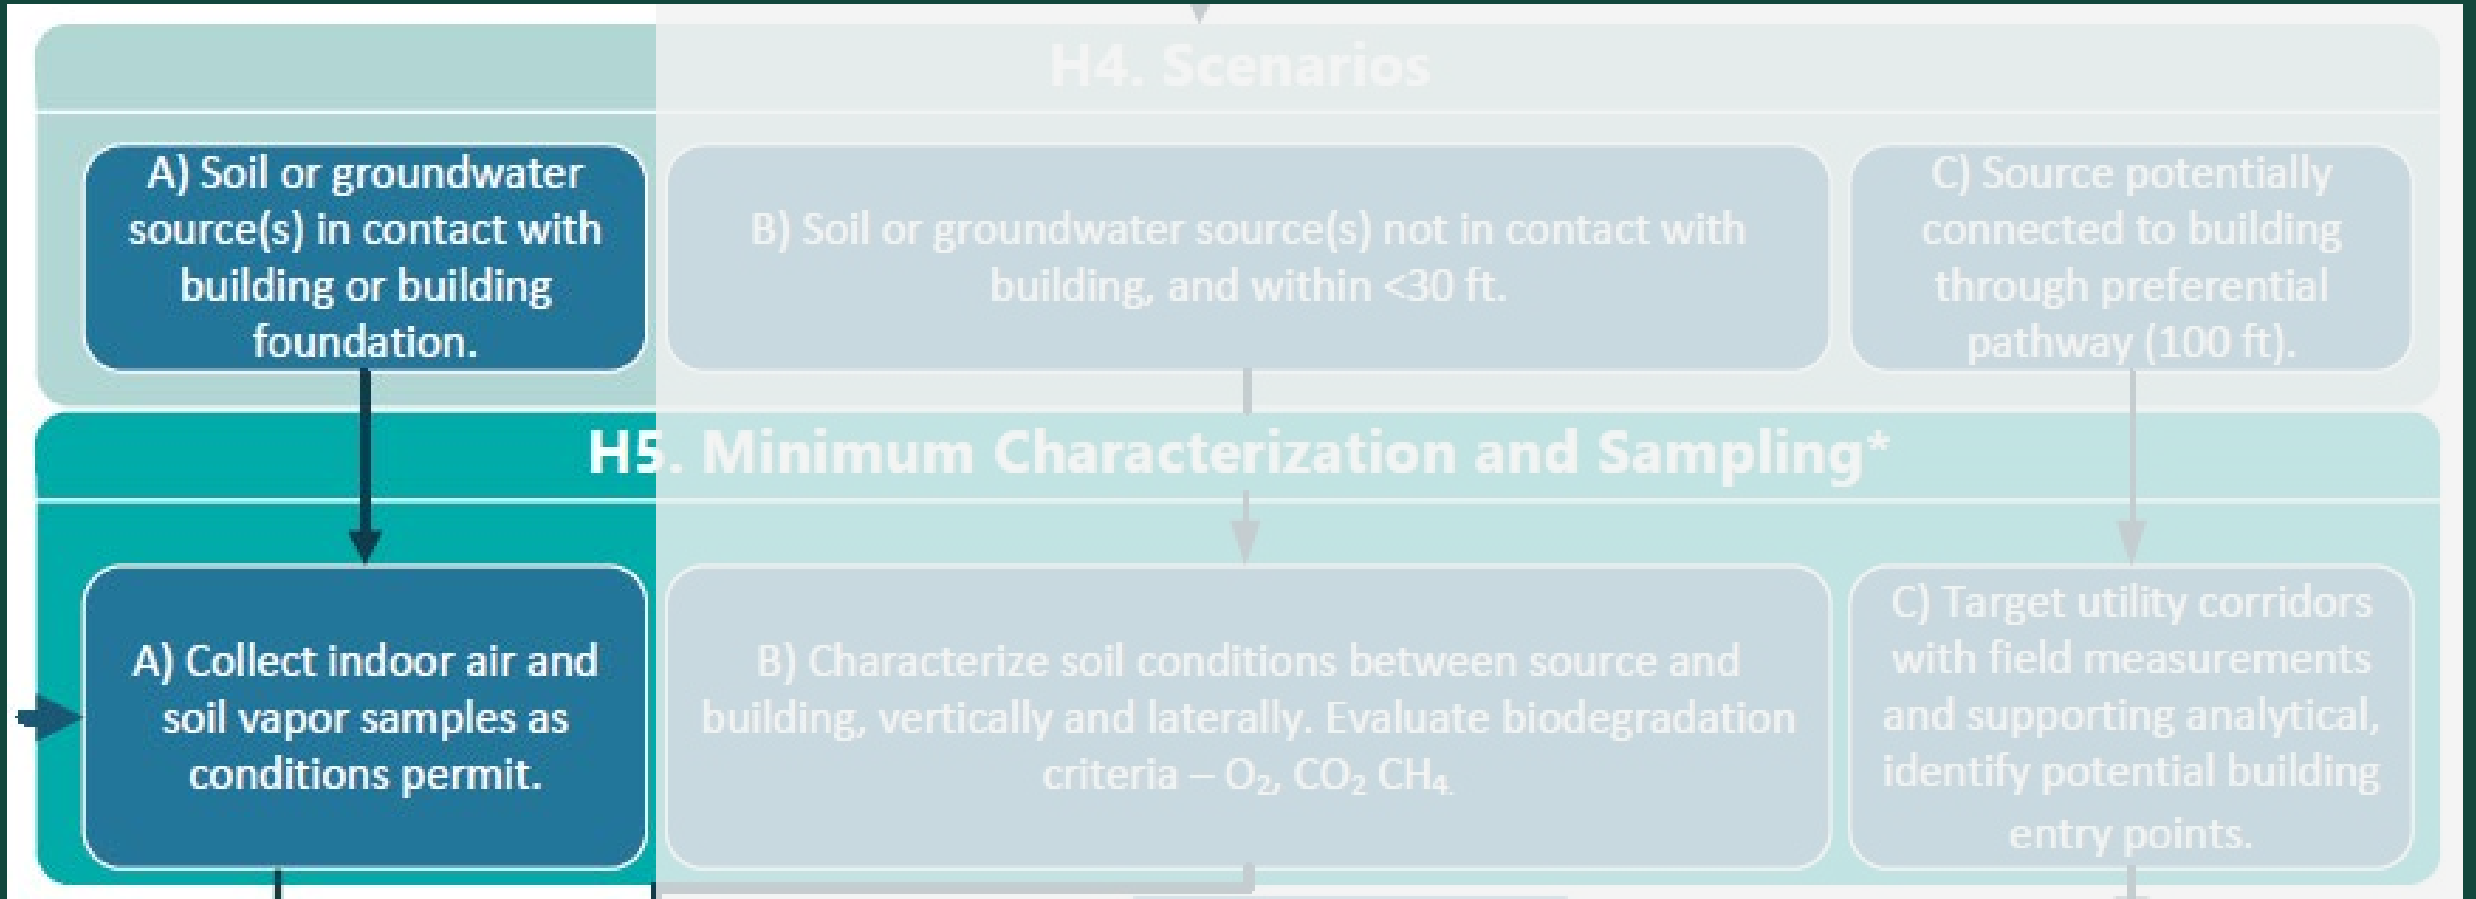 H4. Scenarios
A) Soil or groundwater
source(s) in contact with
building or building
foundation.
B) Soil or groundwater source(s) not in contact with
building, and within <30 ft.
C) Source potentially
connected to building
through preferential
pathway (100 ft).
H5. Minimum Characterization and Sampling*
A) Collect indoor air and
soil vapor samples as
conditions permit.
B) Characterize soil conditions between source and
building, vertically and laterally. Evaluate biodegradation
criteria – O₂, CO₂ CH₄.
C) Target utility corridors
with field measurements
and supporting analytical,
identify potential building
entry points.